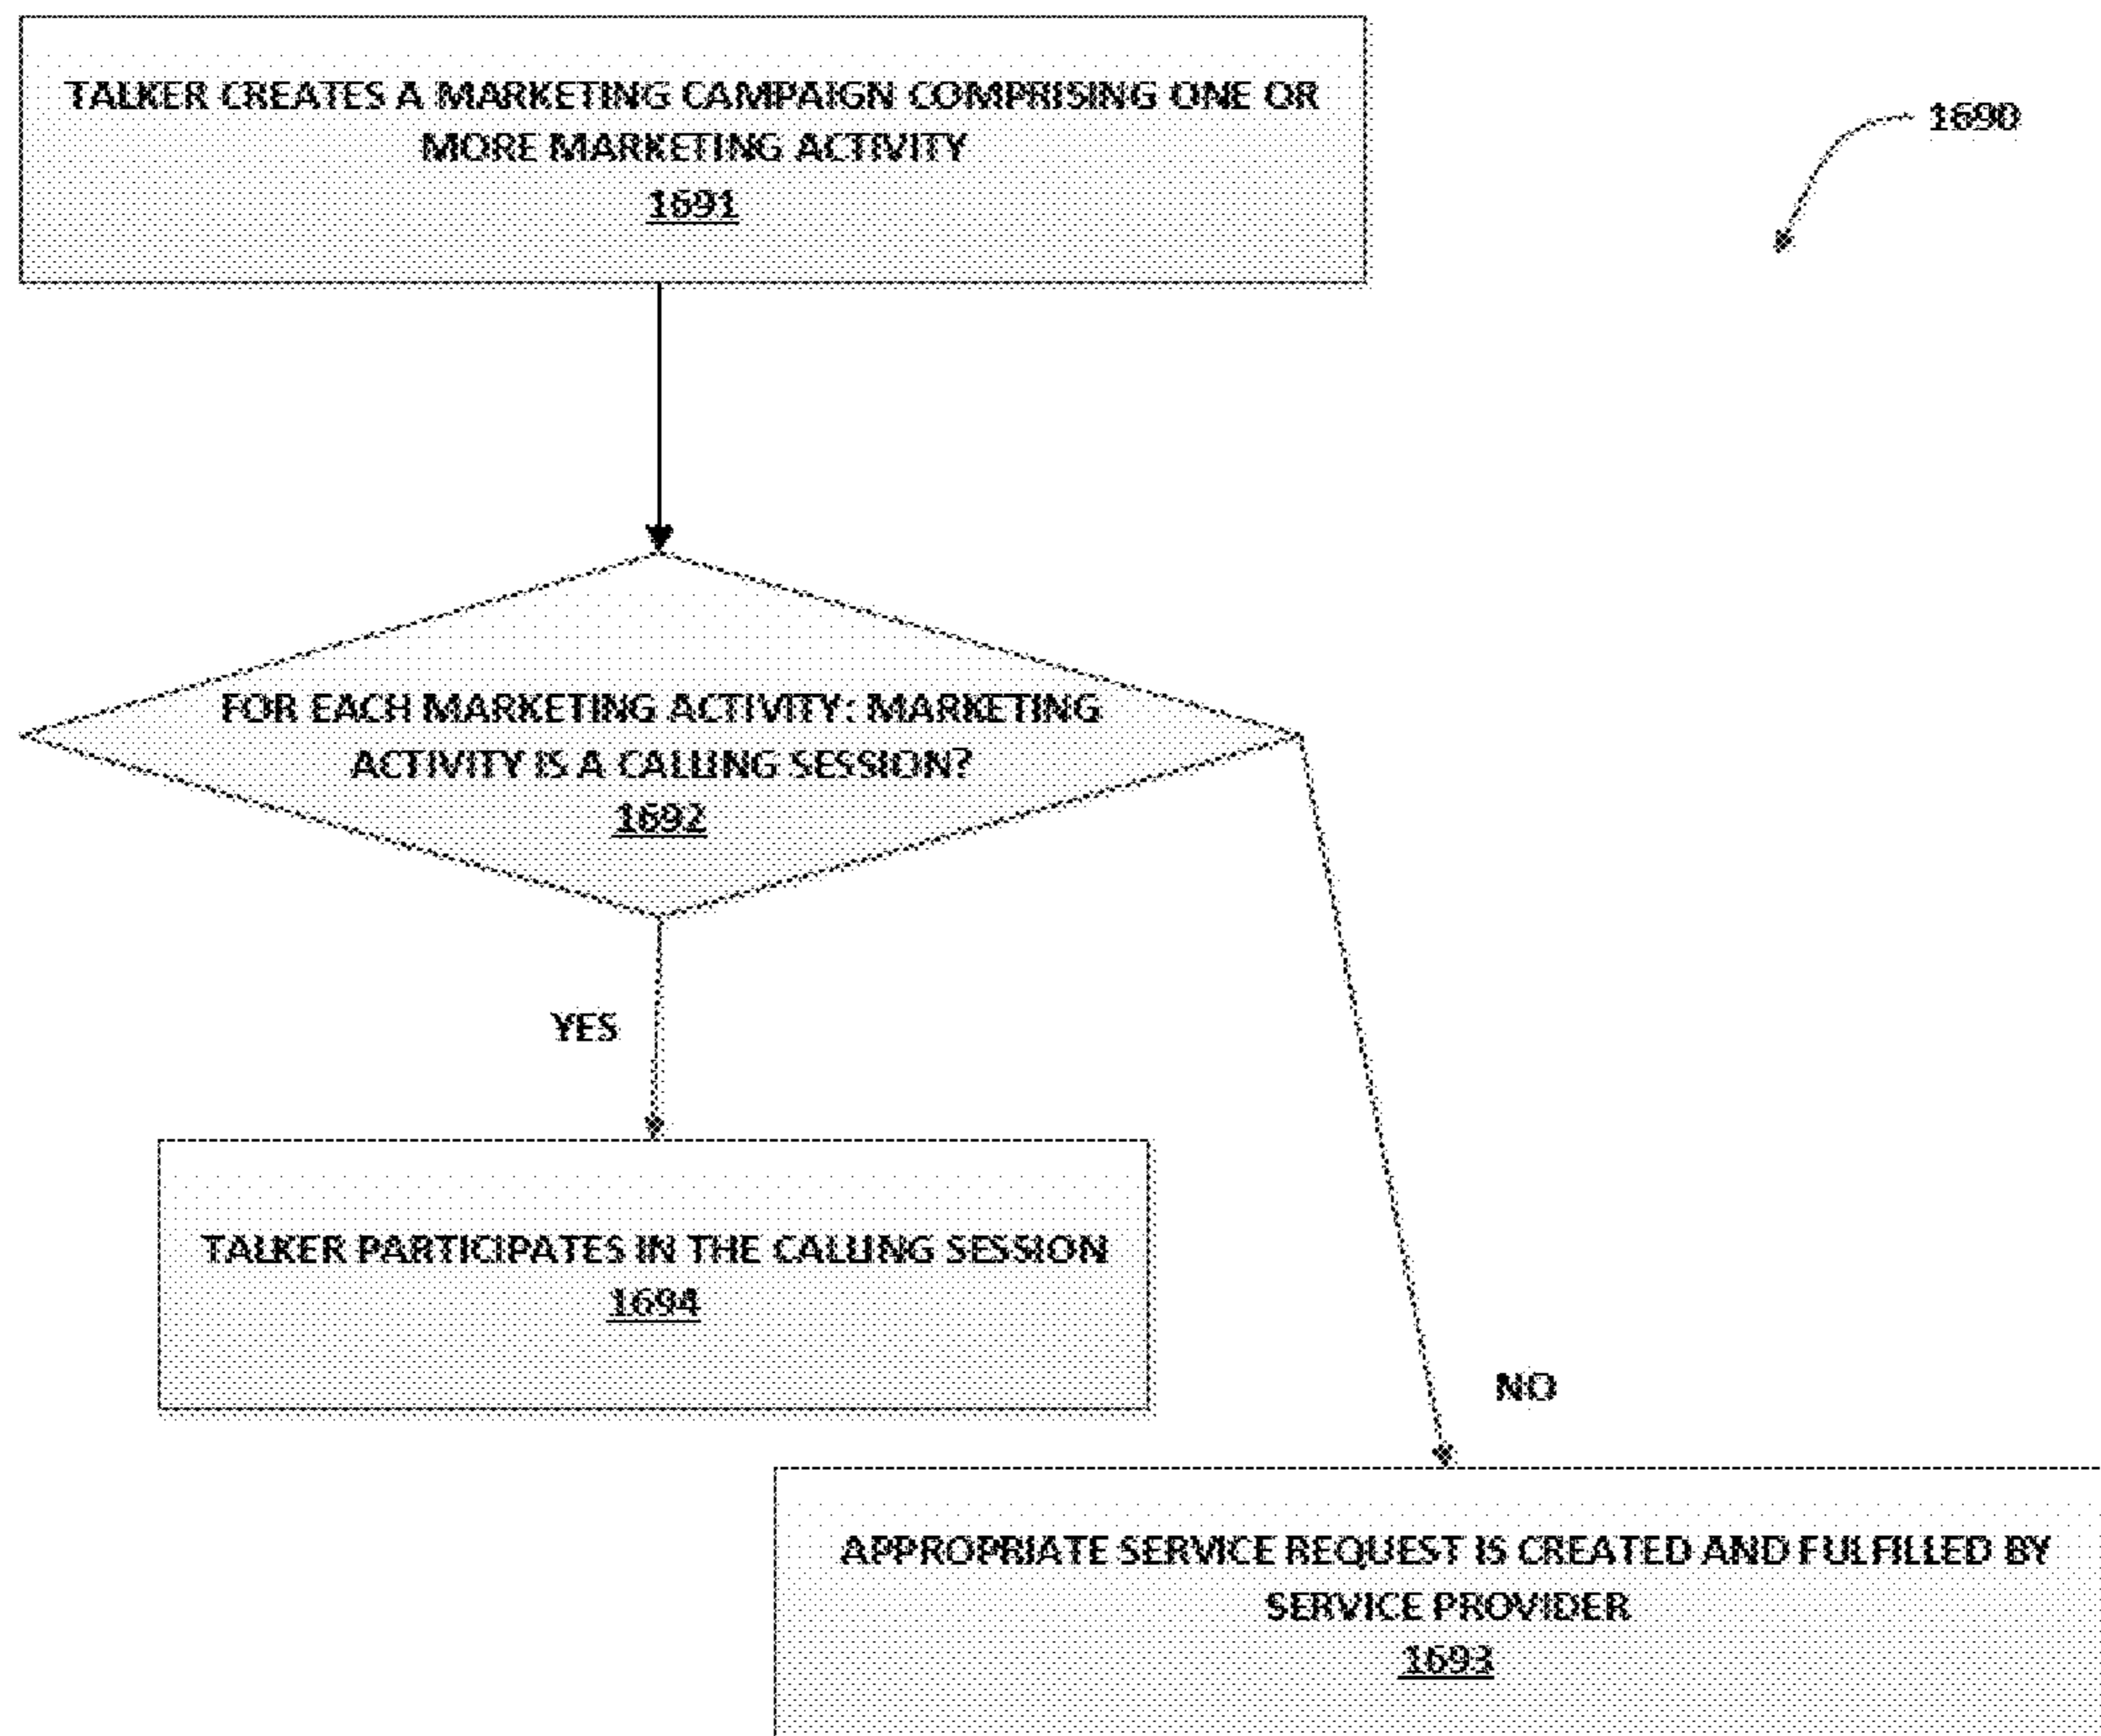 TALKER CREATES A MARKETING CAMPAIGN COMPRISING ONE OR
MORE MARKETING ACTIVITY
1691
1690
FOR EACH MARKETING ACTIVITY: MARKETING
ACTIVITY IS A CALLING SESSION?
1692
YES
TALKER PARTICIPATES IN THE CALLING SESSION
1694
NO
APPROPRIATE SERVICE REQUEST IS CREATED AND FULFILLED BY
SERVICE PROVIDER
1693